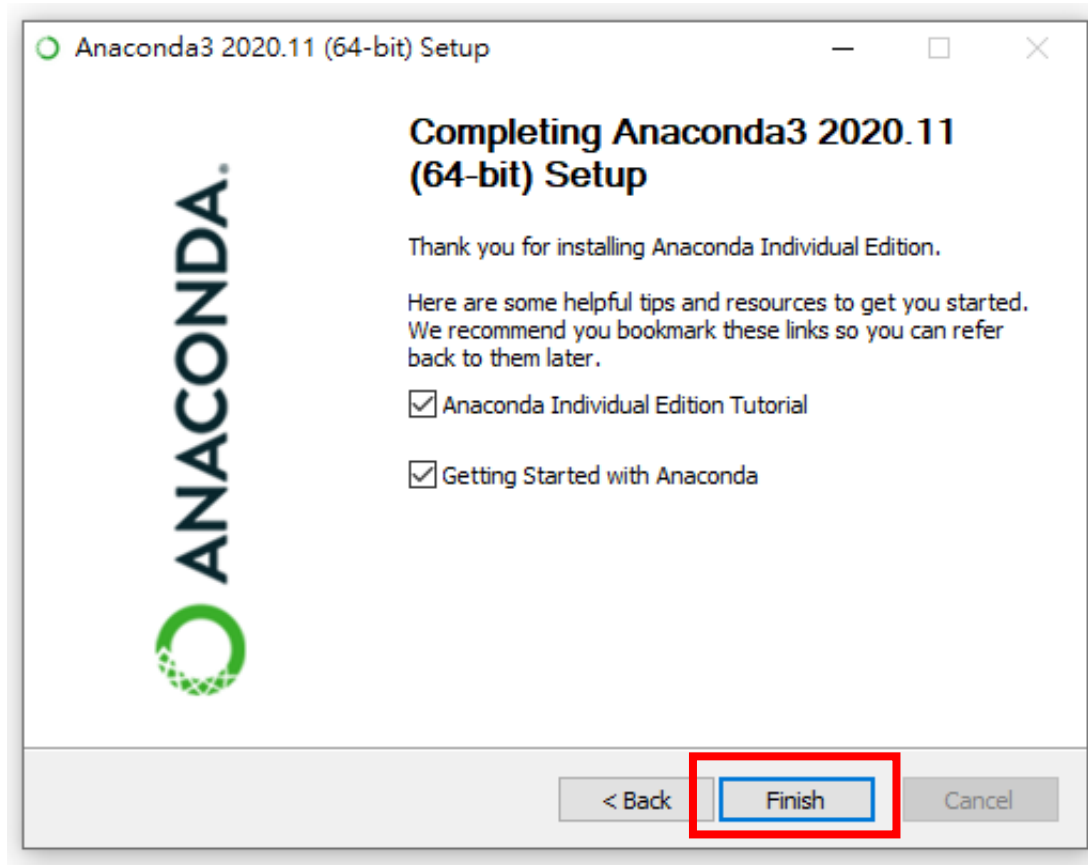 Anaconda3 2020.11 (64-bit) Setup
Completing Anaconda3 2020.11
(64-bit) Setup
Thank you for installing Anaconda Individual Edition.
Here are some helpful tips and resources to get you started.
We recommend you bookmark these links so you can refer
back to them later.
Anaconda Individual Edition Tutorial
Getting Started with Anaconda
ANACONDA.
< Back
Finish
Cancel